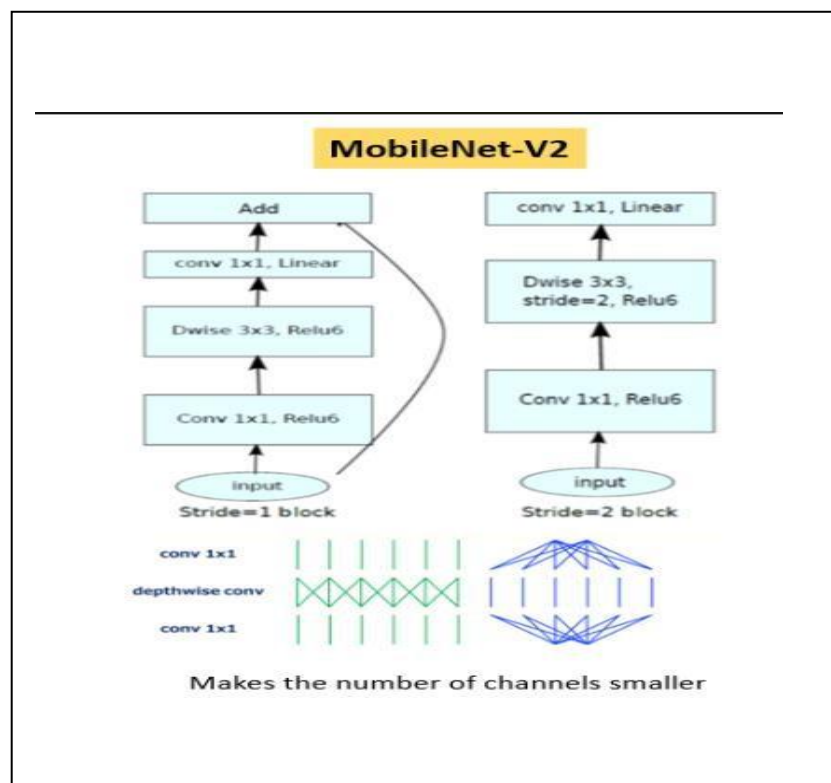 MobileNet-V2
Add
conv 1x1, Linear
Dwise 3x3, Relu6
Conv 1x1, Relu6
input
Stride=1 block
conv 1x1, Linear
Dwise 3x3,
stride=2, Relu6
Conv 1x1, Relu6
input
Stride=2 block
conv 1x1
depthwise conv
conv 1x1
Makes the number of channels smaller